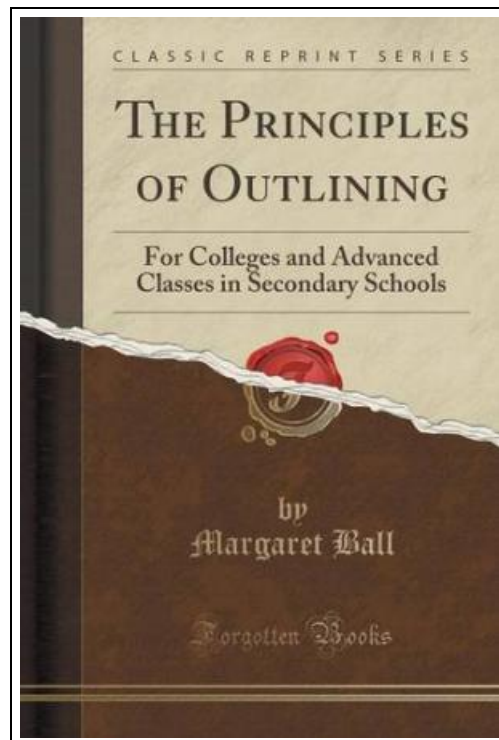 CLASSIC REPRINT SERIES
THE PRINCIPLES
OF OUTLINING
For Colleges and Advanced
Classes in Secondary Schools
F
by
Margaret Ball
Forgotten Books